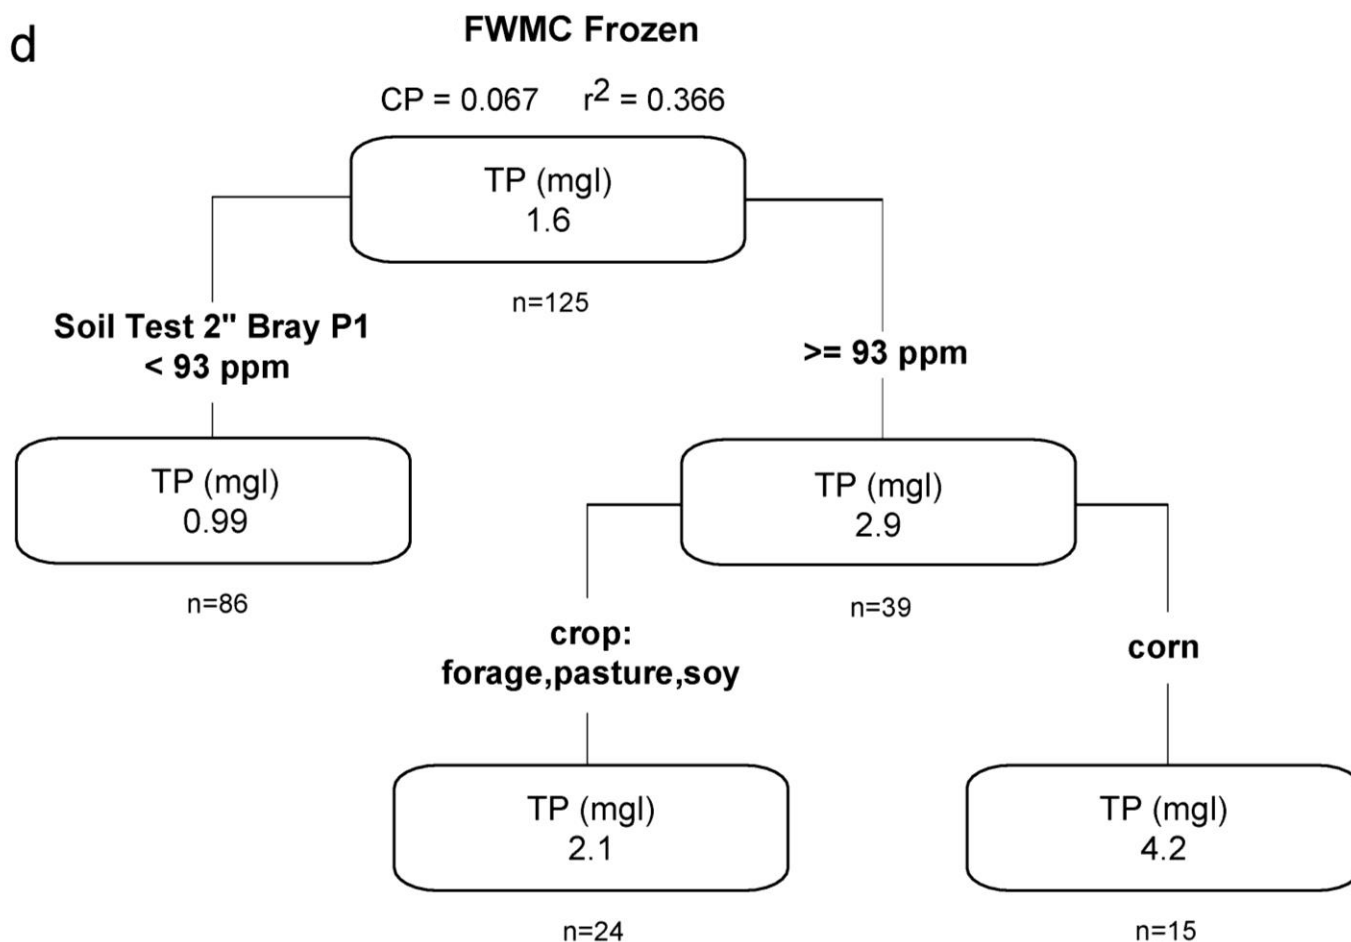 d
FWMC Frozen
CP = 0.067 r² = 0.366
TP (mgl)
1.6
n=125
Soil Test 2" Bray P1
< 93 ppm
>= 93 ppm
TP (mgl)
0.99
n=86
TP (mgl)
2.9
n=39
crop:
forage,pasture,soy
corn
TP (mgl)
2.1
n=24
TP (mgl)
4.2
n=15